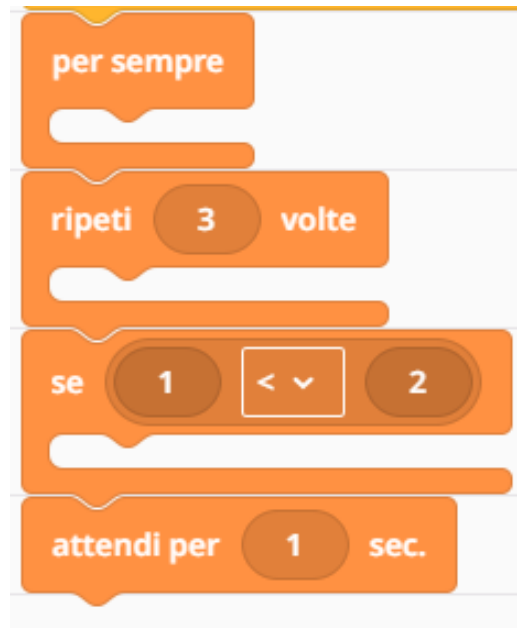 per sempre
ripeti 3 volte
se 1 < 2
attendi per 1 sec.